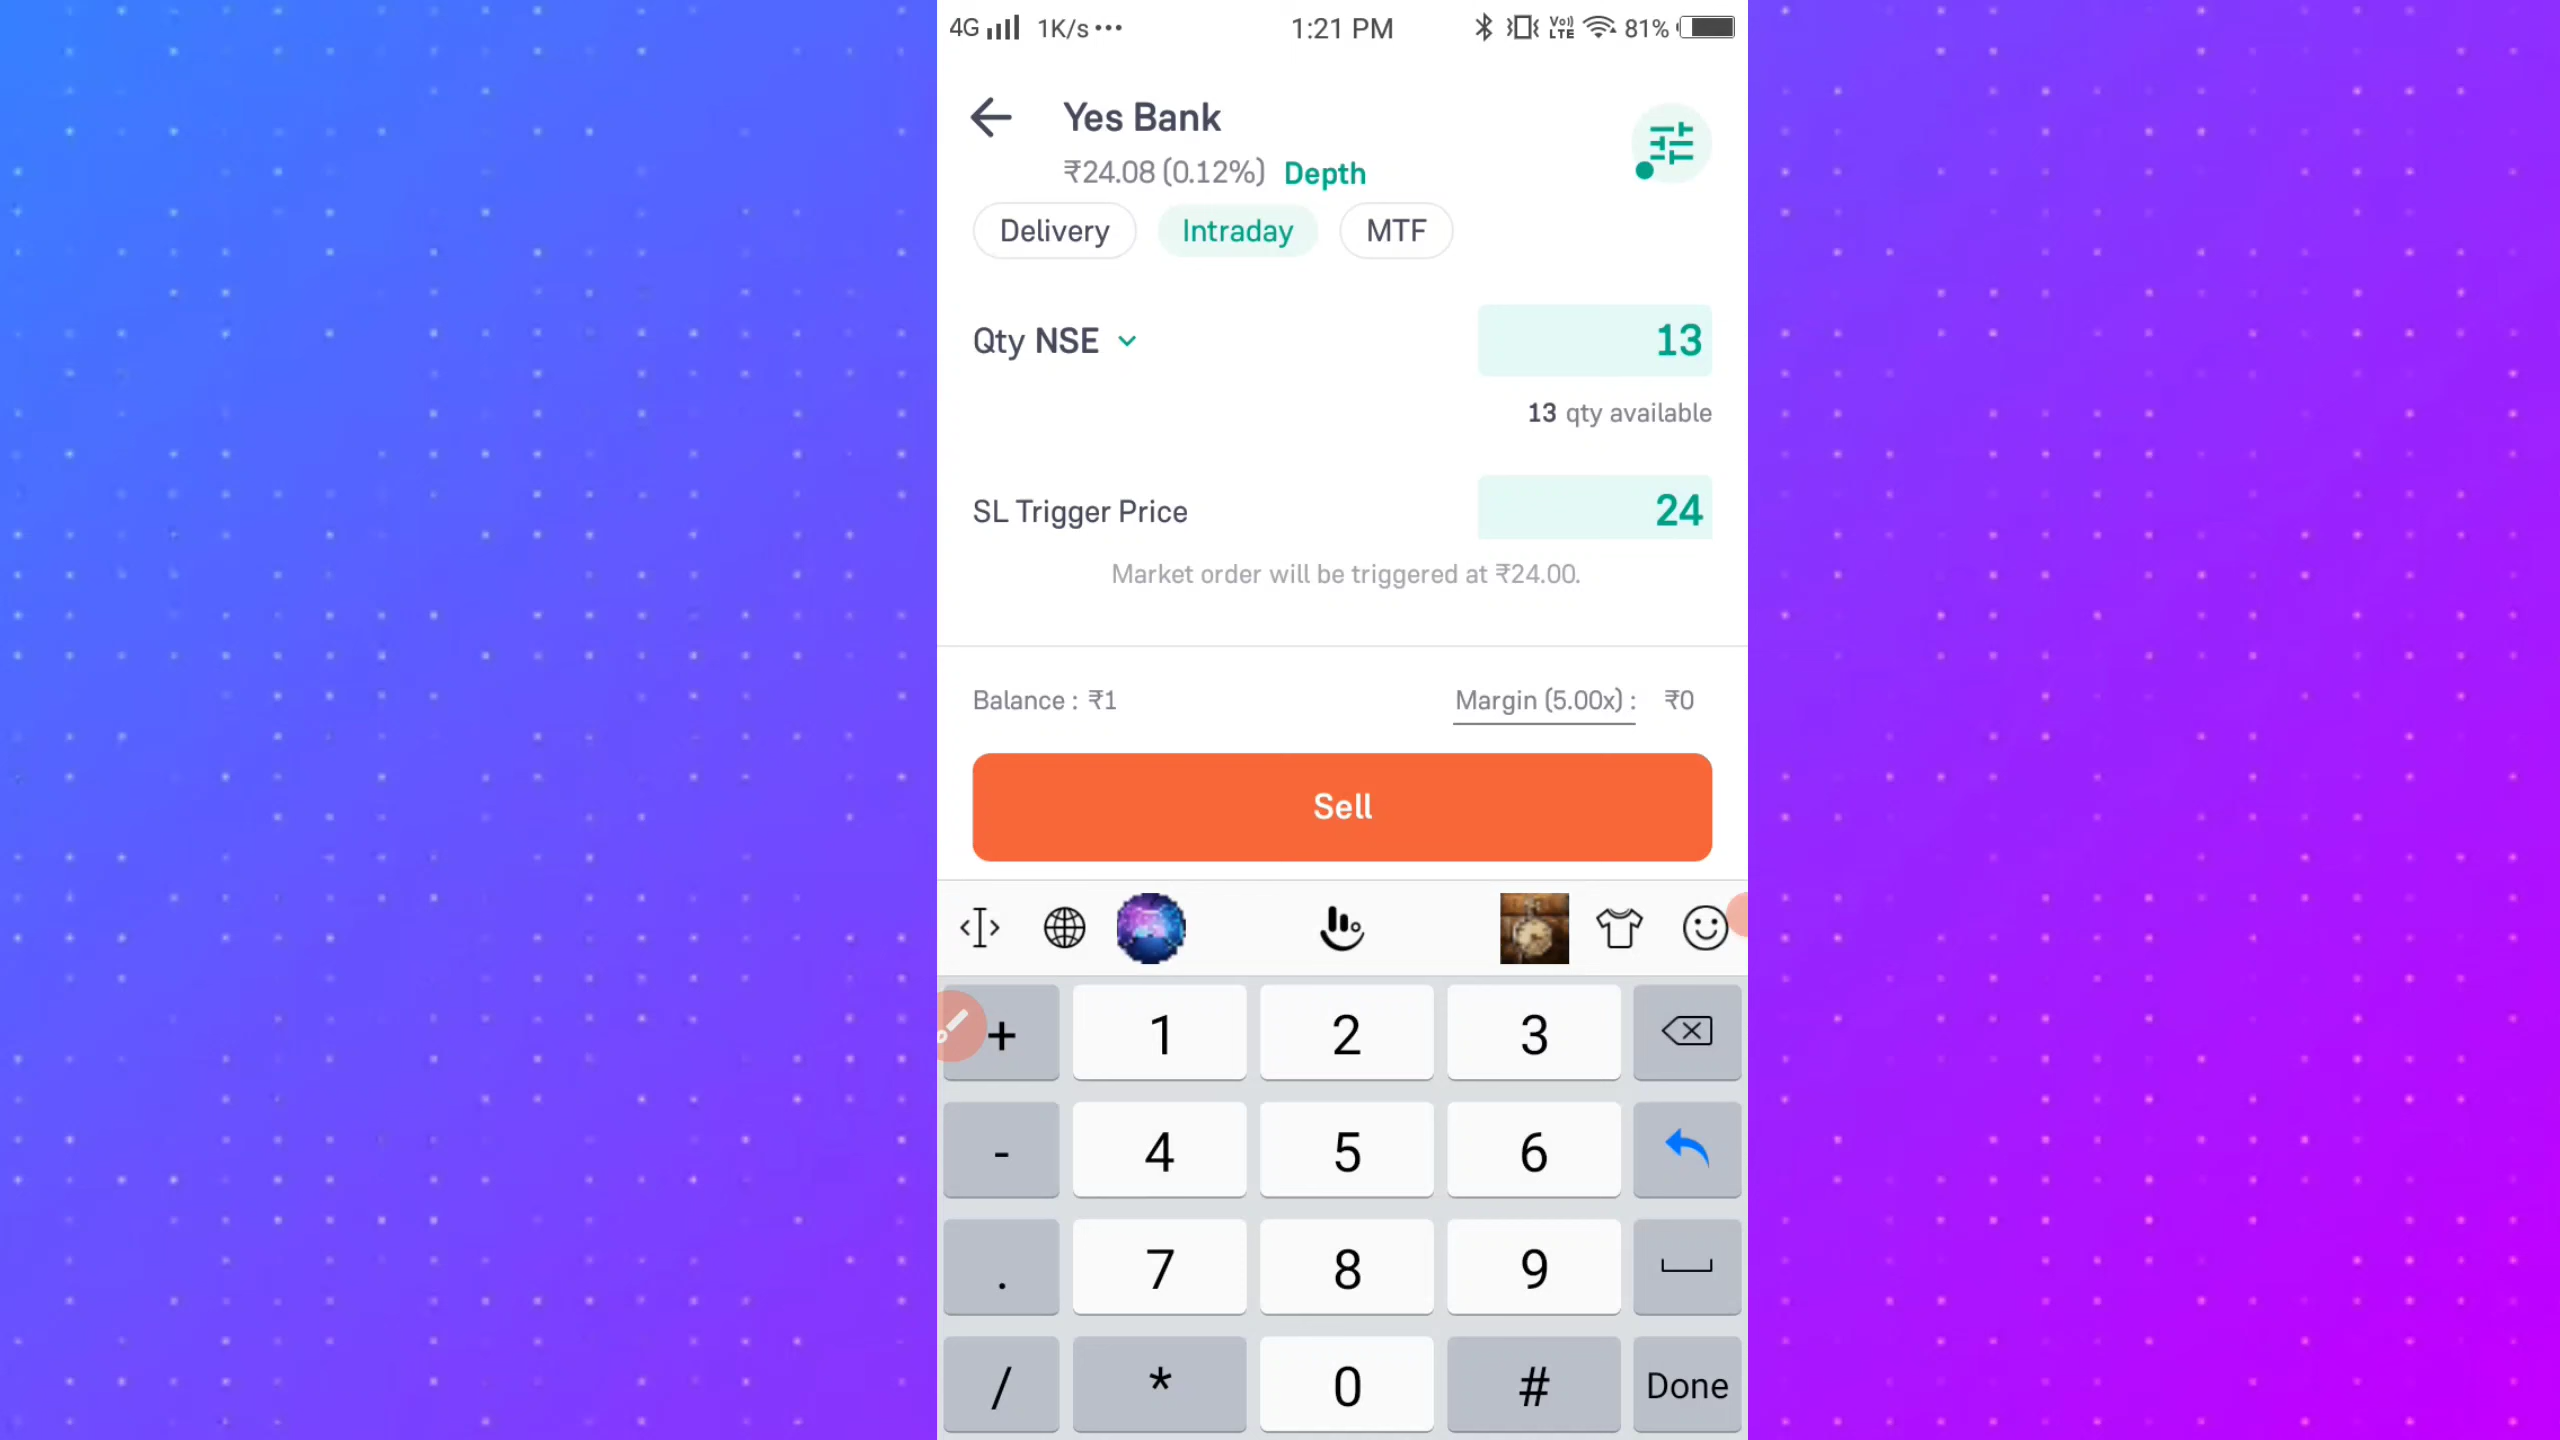 4G 1K/s ••• 1:21 PM Vo)) LTE 81%
Yes Bank
₹24.08 (0.12%) Depth
Delivery Intraday MTF
Qty NSE 13
13 qty available
SL Trigger Price 24
Market order will be triggered at ₹24.00.
Balance : ₹1 Margin (5.00x) : ₹0
Sell
+ 1 2 3
- 4 5 6
. 7 8 9
/ * 0 # Done